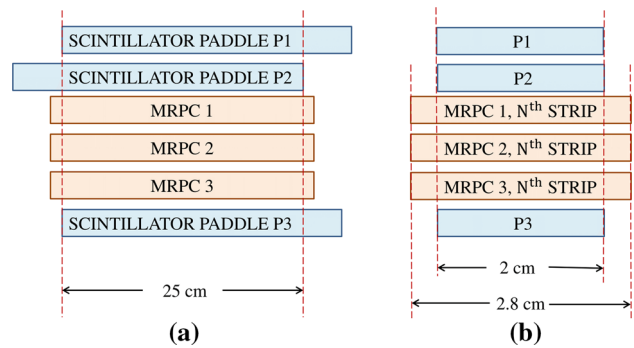 SCINTILLATOR PADDLE P1
SCINTILLATOR PADDLE P2
MRPC 1
MRPC 2
MRPC 3
SCINTILLATOR PADDLE P3
25 cm
(a)
P1
P2
MRPC 1, Nth STRIP
MRPC 2, Nth STRIP
MRPC 3, Nth STRIP
P3
2 cm
2.8 cm
(b)